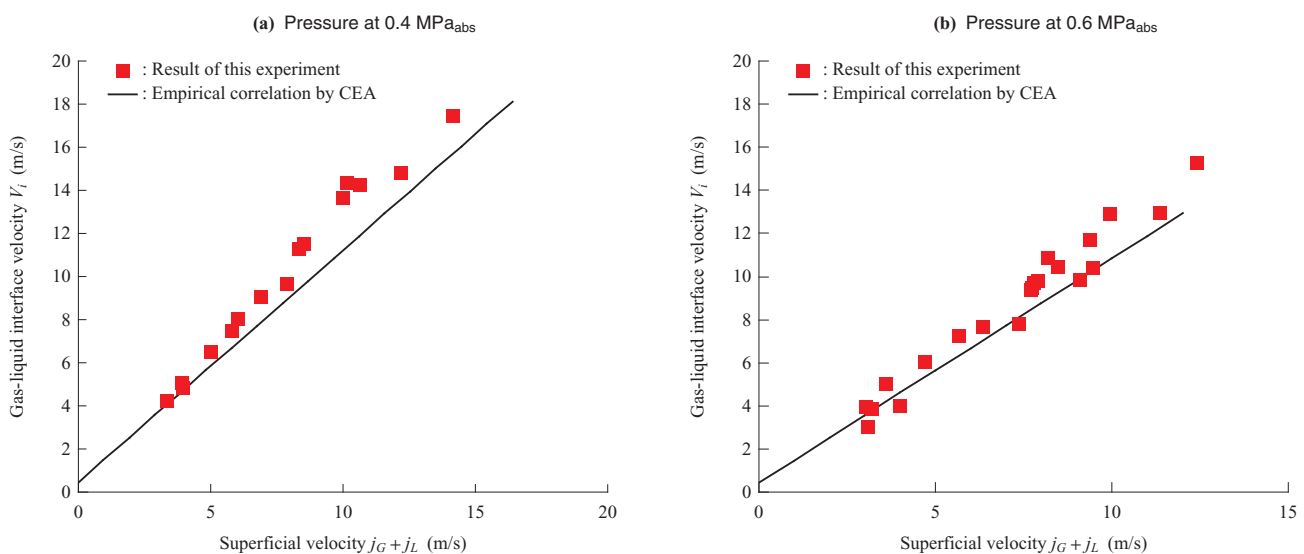 (a) Pressure at 0.4 MPaabs
: Result of this experiment
: Empirical correlation by CEA
Gas-liquid interface velocity Vi (m/s)
20
18
16
14
12
10
8
6
4
2
0
0 5 10 15 20
Superficial velocity jG + jL (m/s)
(b) Pressure at 0.6 MPaabs
: Result of this experiment
: Empirical correlation by CEA
Gas-liquid interface velocity Vi (m/s)
20
18
16
14
12
10
8
6
4
2
0
0 5 10 15
Superficial velocity jG + jL (m/s)